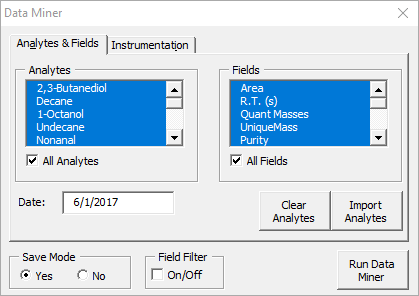 Data Miner
Analytes & Fields
Instrumentation
Analytes
2,3-Butanediol
Decane
1-Octanol
Undecane
Nonanal
All Analytes
Fields
Area
R.T. (s)
Quant Masses
UniqueMass
Purity
All Fields
Date:
6/1/2017
Clear
Analytes
Import
Analytes
Save Mode
Yes
No
Field Filter
On/Off
Run Data
Miner